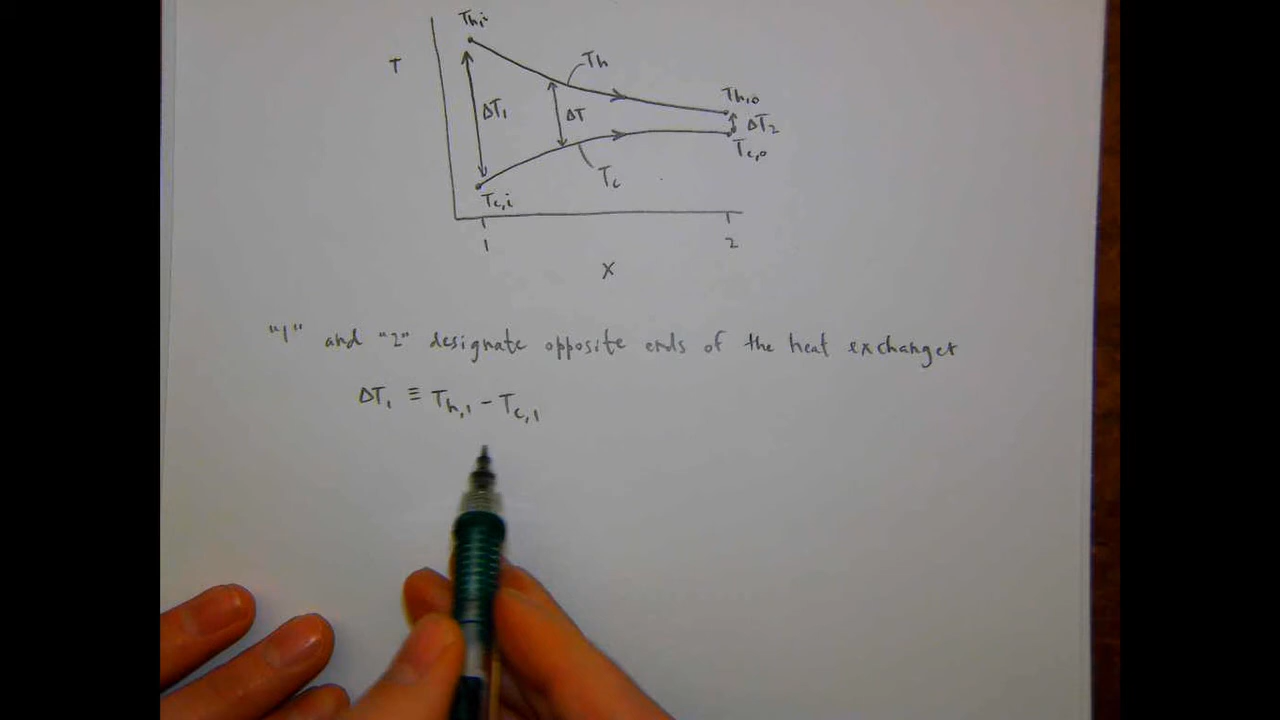 Th,i
T
Th
Th,o
ΔT1
ΔT
ΔT2
Tc,o
Tc
Tc,i
1
2
X
"1" and "2" designate opposite ends of the heat exchanger
ΔT1 ≡ Th,1 - Tc,1